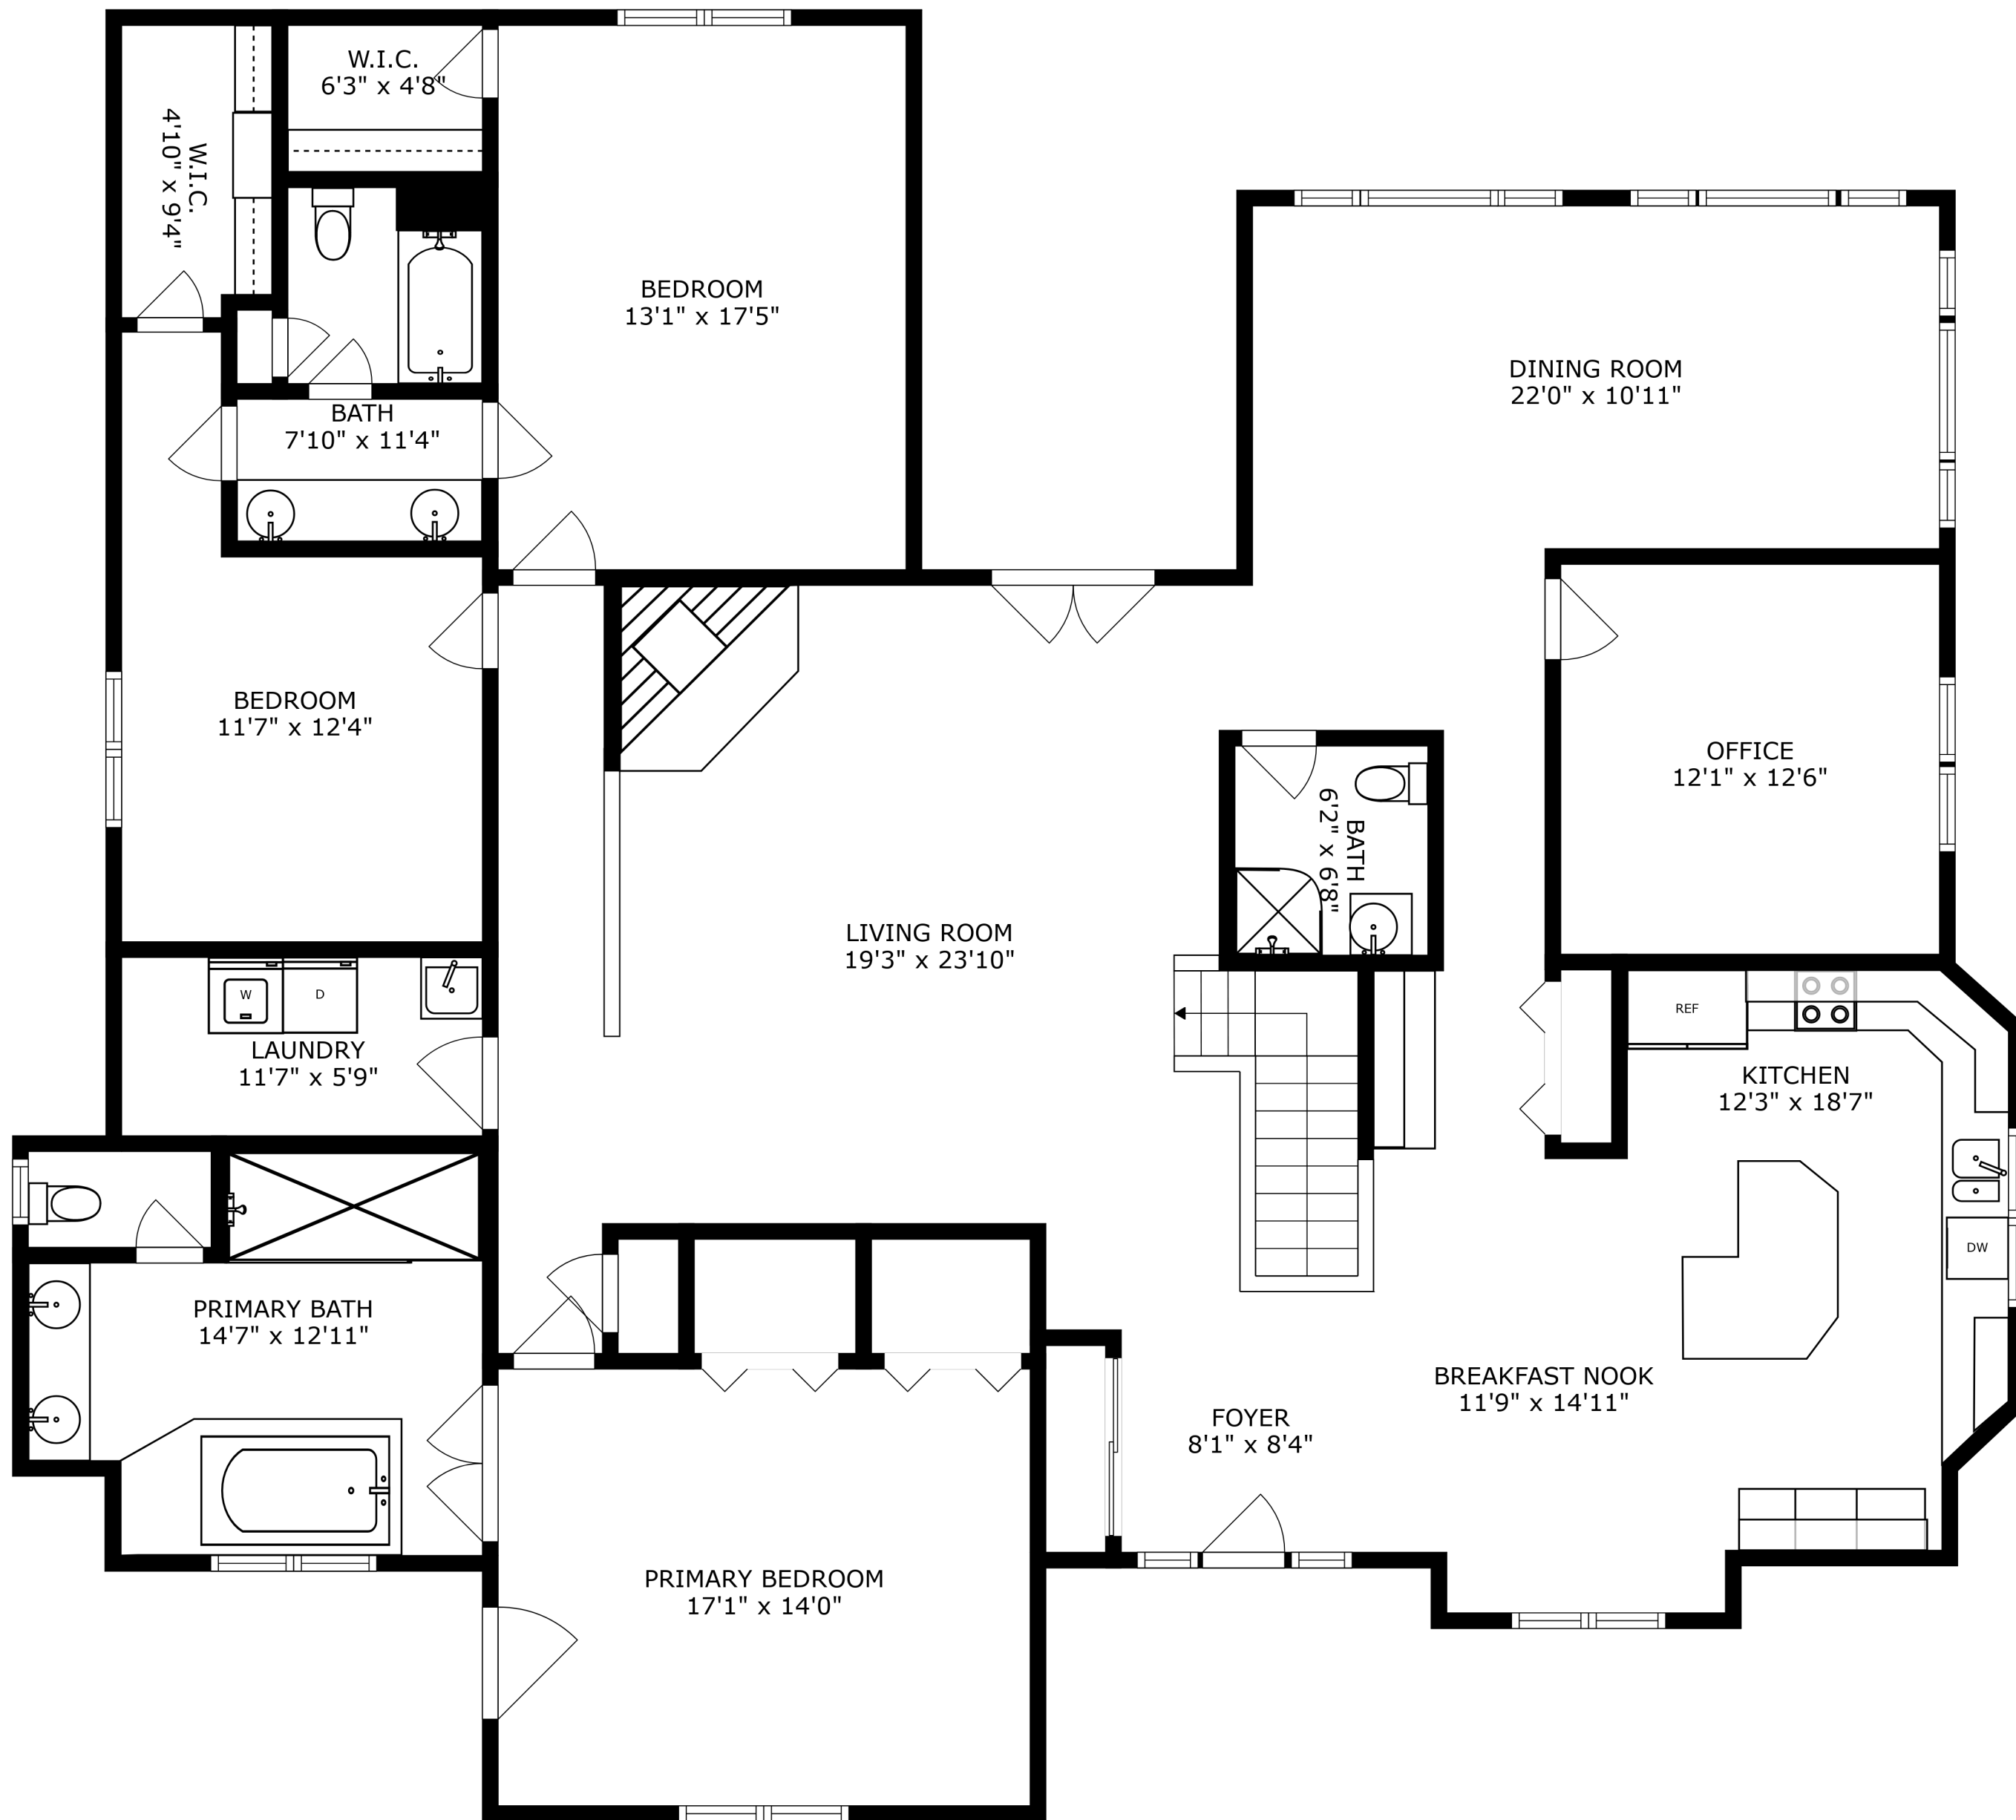 W.I.C.
6'3" x 4'8"
W.I.C.
4'10" x 9'4"
BEDROOM
13'1" x 17'5"
DINING ROOM
22'0" x 10'11"
BATH
7'10" x 11'4"
BEDROOM
11'7" x 12'4"
OFFICE
12'1" x 12'6"
BATH
6'2" x 6'8"
LIVING ROOM
19'3" x 23'10"
W
D
REF
LAUNDRY
11'7" x 5'9"
KITCHEN
12'3" x 18'7"
DW
PRIMARY BATH
14'7" x 12'11"
BREAKFAST NOOK
11'9" x 14'11"
FOYER
8'1" x 8'4"
PRIMARY BEDROOM
17'1" x 14'0"